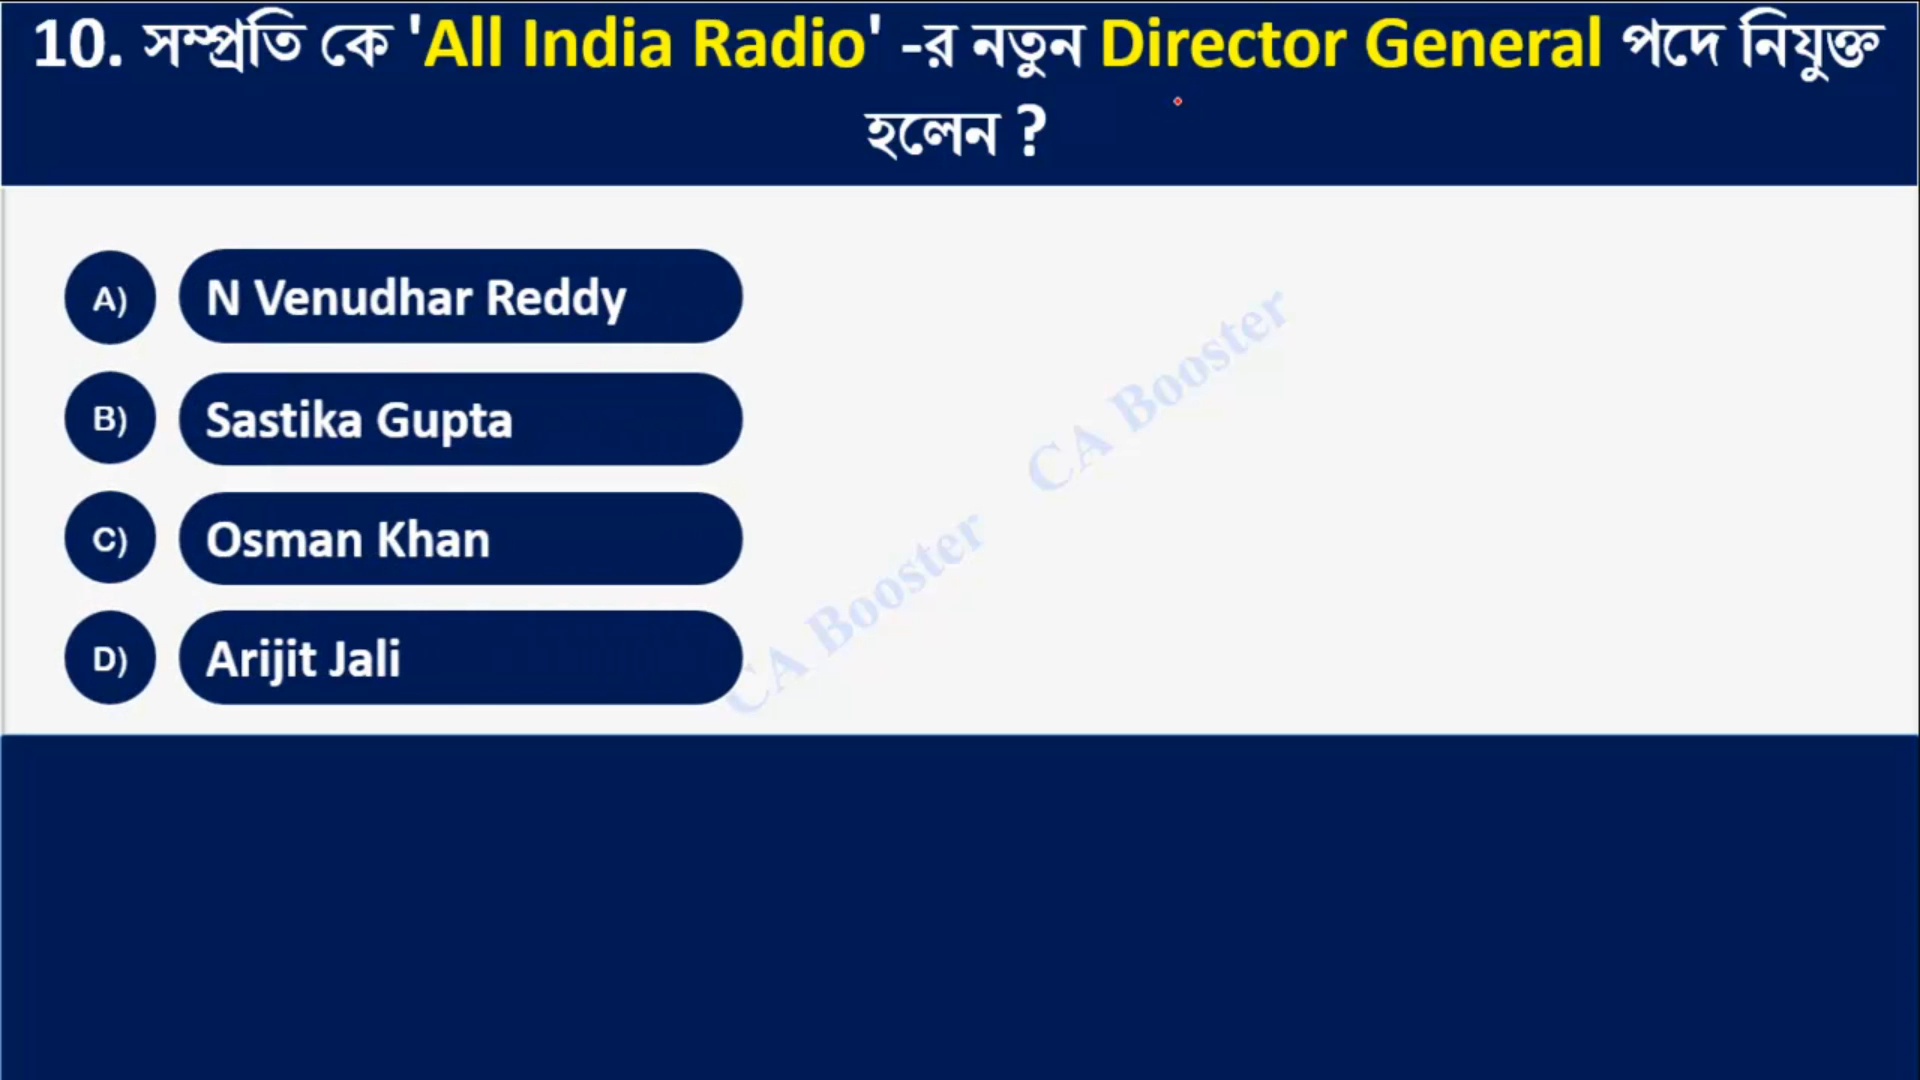 10. সম্প্রতি কে 'All India Radio' -র নতুন Director General পদে নিযুক্ত
হলেন ?
A) N Venudhar Reddy
B) Sastika Gupta
C) Osman Khan
D) Arijit Jali
CA Booster
CA Booster